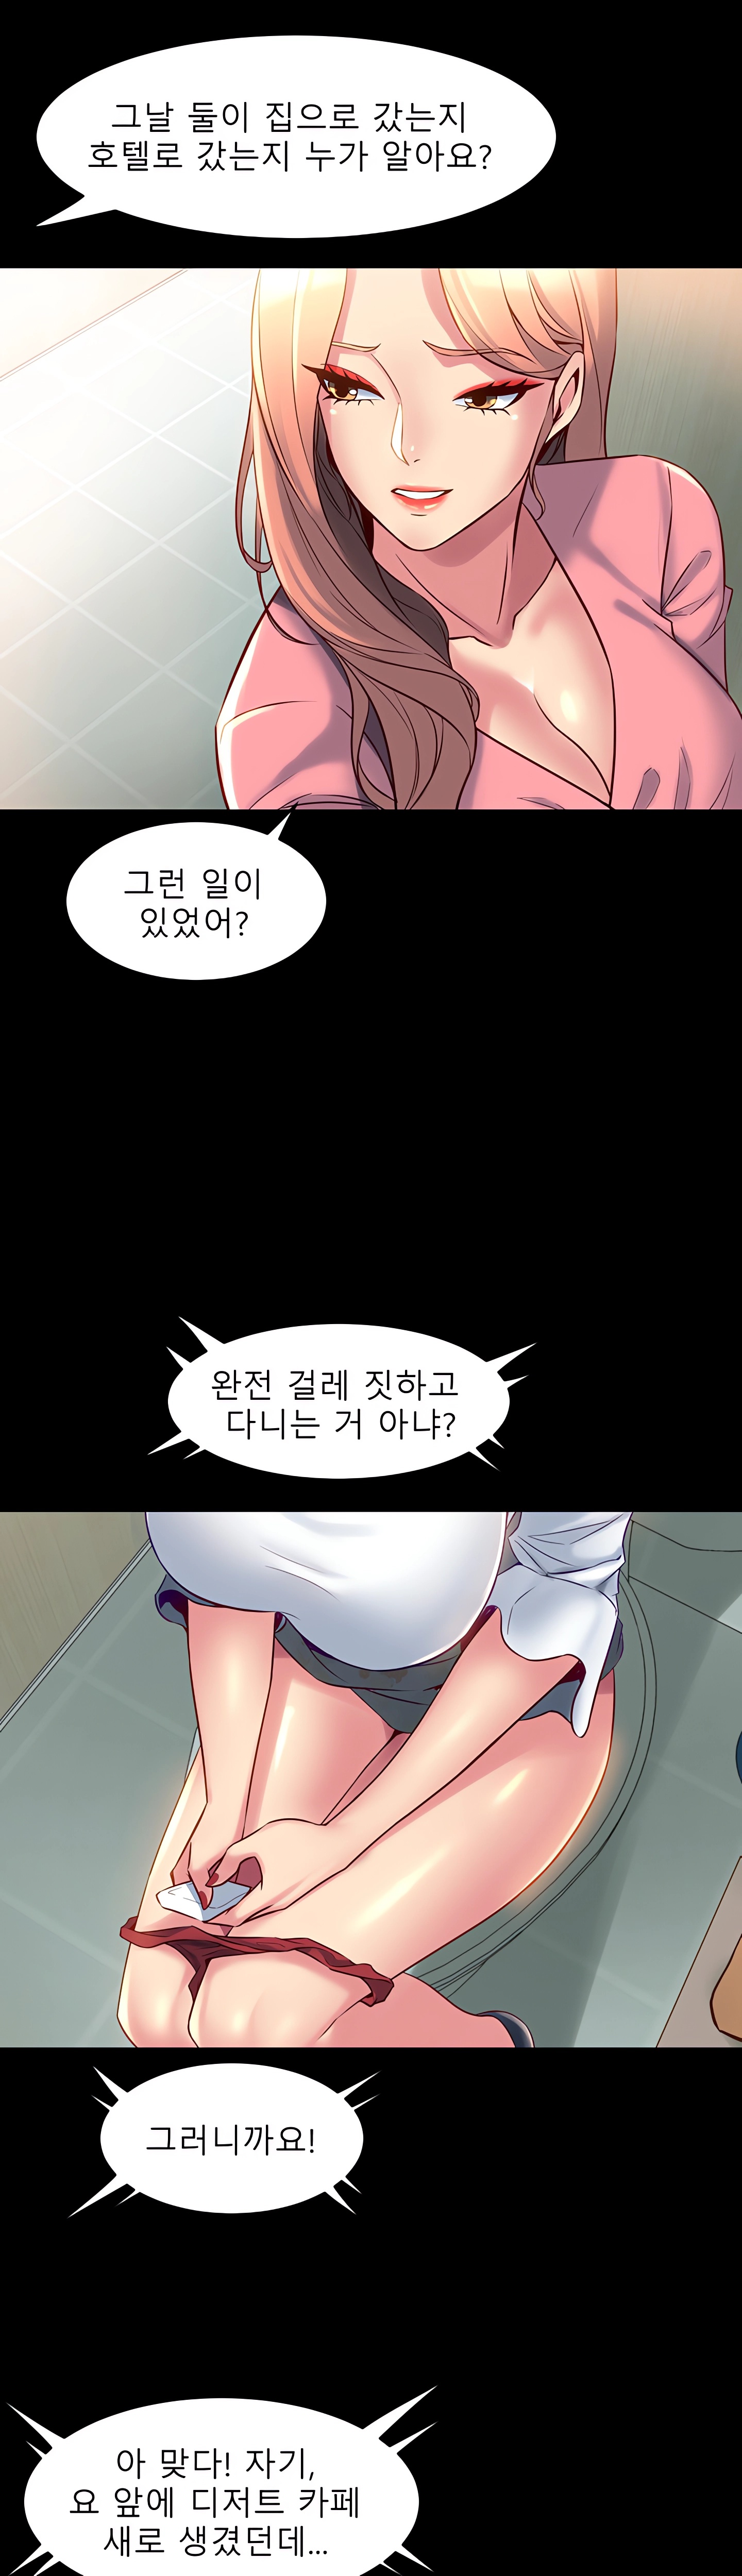 그날 둘이 집으로 갔는지
호텔로 갔는지 누가 알아요?
그런 일이
있었어?
완전 걸레 짓하고
다니는 거 아냐?
그러니까요!
아 맞다! 자기,
요 앞에 디저트 카페
새로 생겼던데...